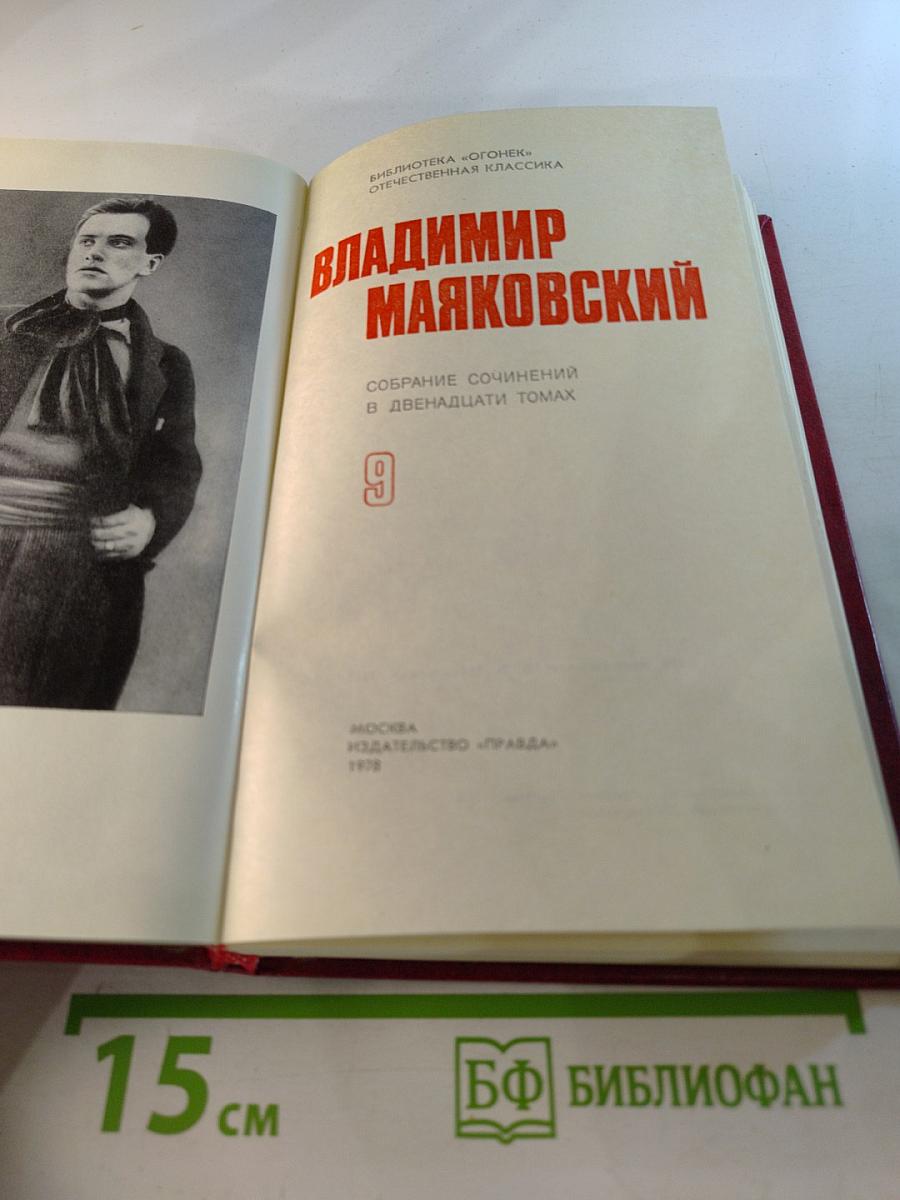 БИБЛИОТЕКА «ОГОНЕК»
ОТЕЧЕСТВЕННАЯ КЛАССИКА
ВЛАДИМИР
МАЯКОВСКИЙ
СОБРАНИЕ СОЧИНЕНИЙ
В ДВЕНАДЦАТИ ТОМАХ
9
МОСКВА
ИЗДАТЕЛЬСТВО «ПРАВДА»
1978
15 см
БФ БИБЛИОФАН